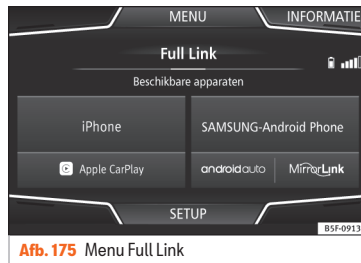 MENU
INFORMATIE
Full Link
Beschikbare apparaten
iPhone
SAMSUNG-Android Phone
Apple CarPlay
androidauto
MirrorLink
SETUP
B5F-0913
Afb. 175 Menu Full Link